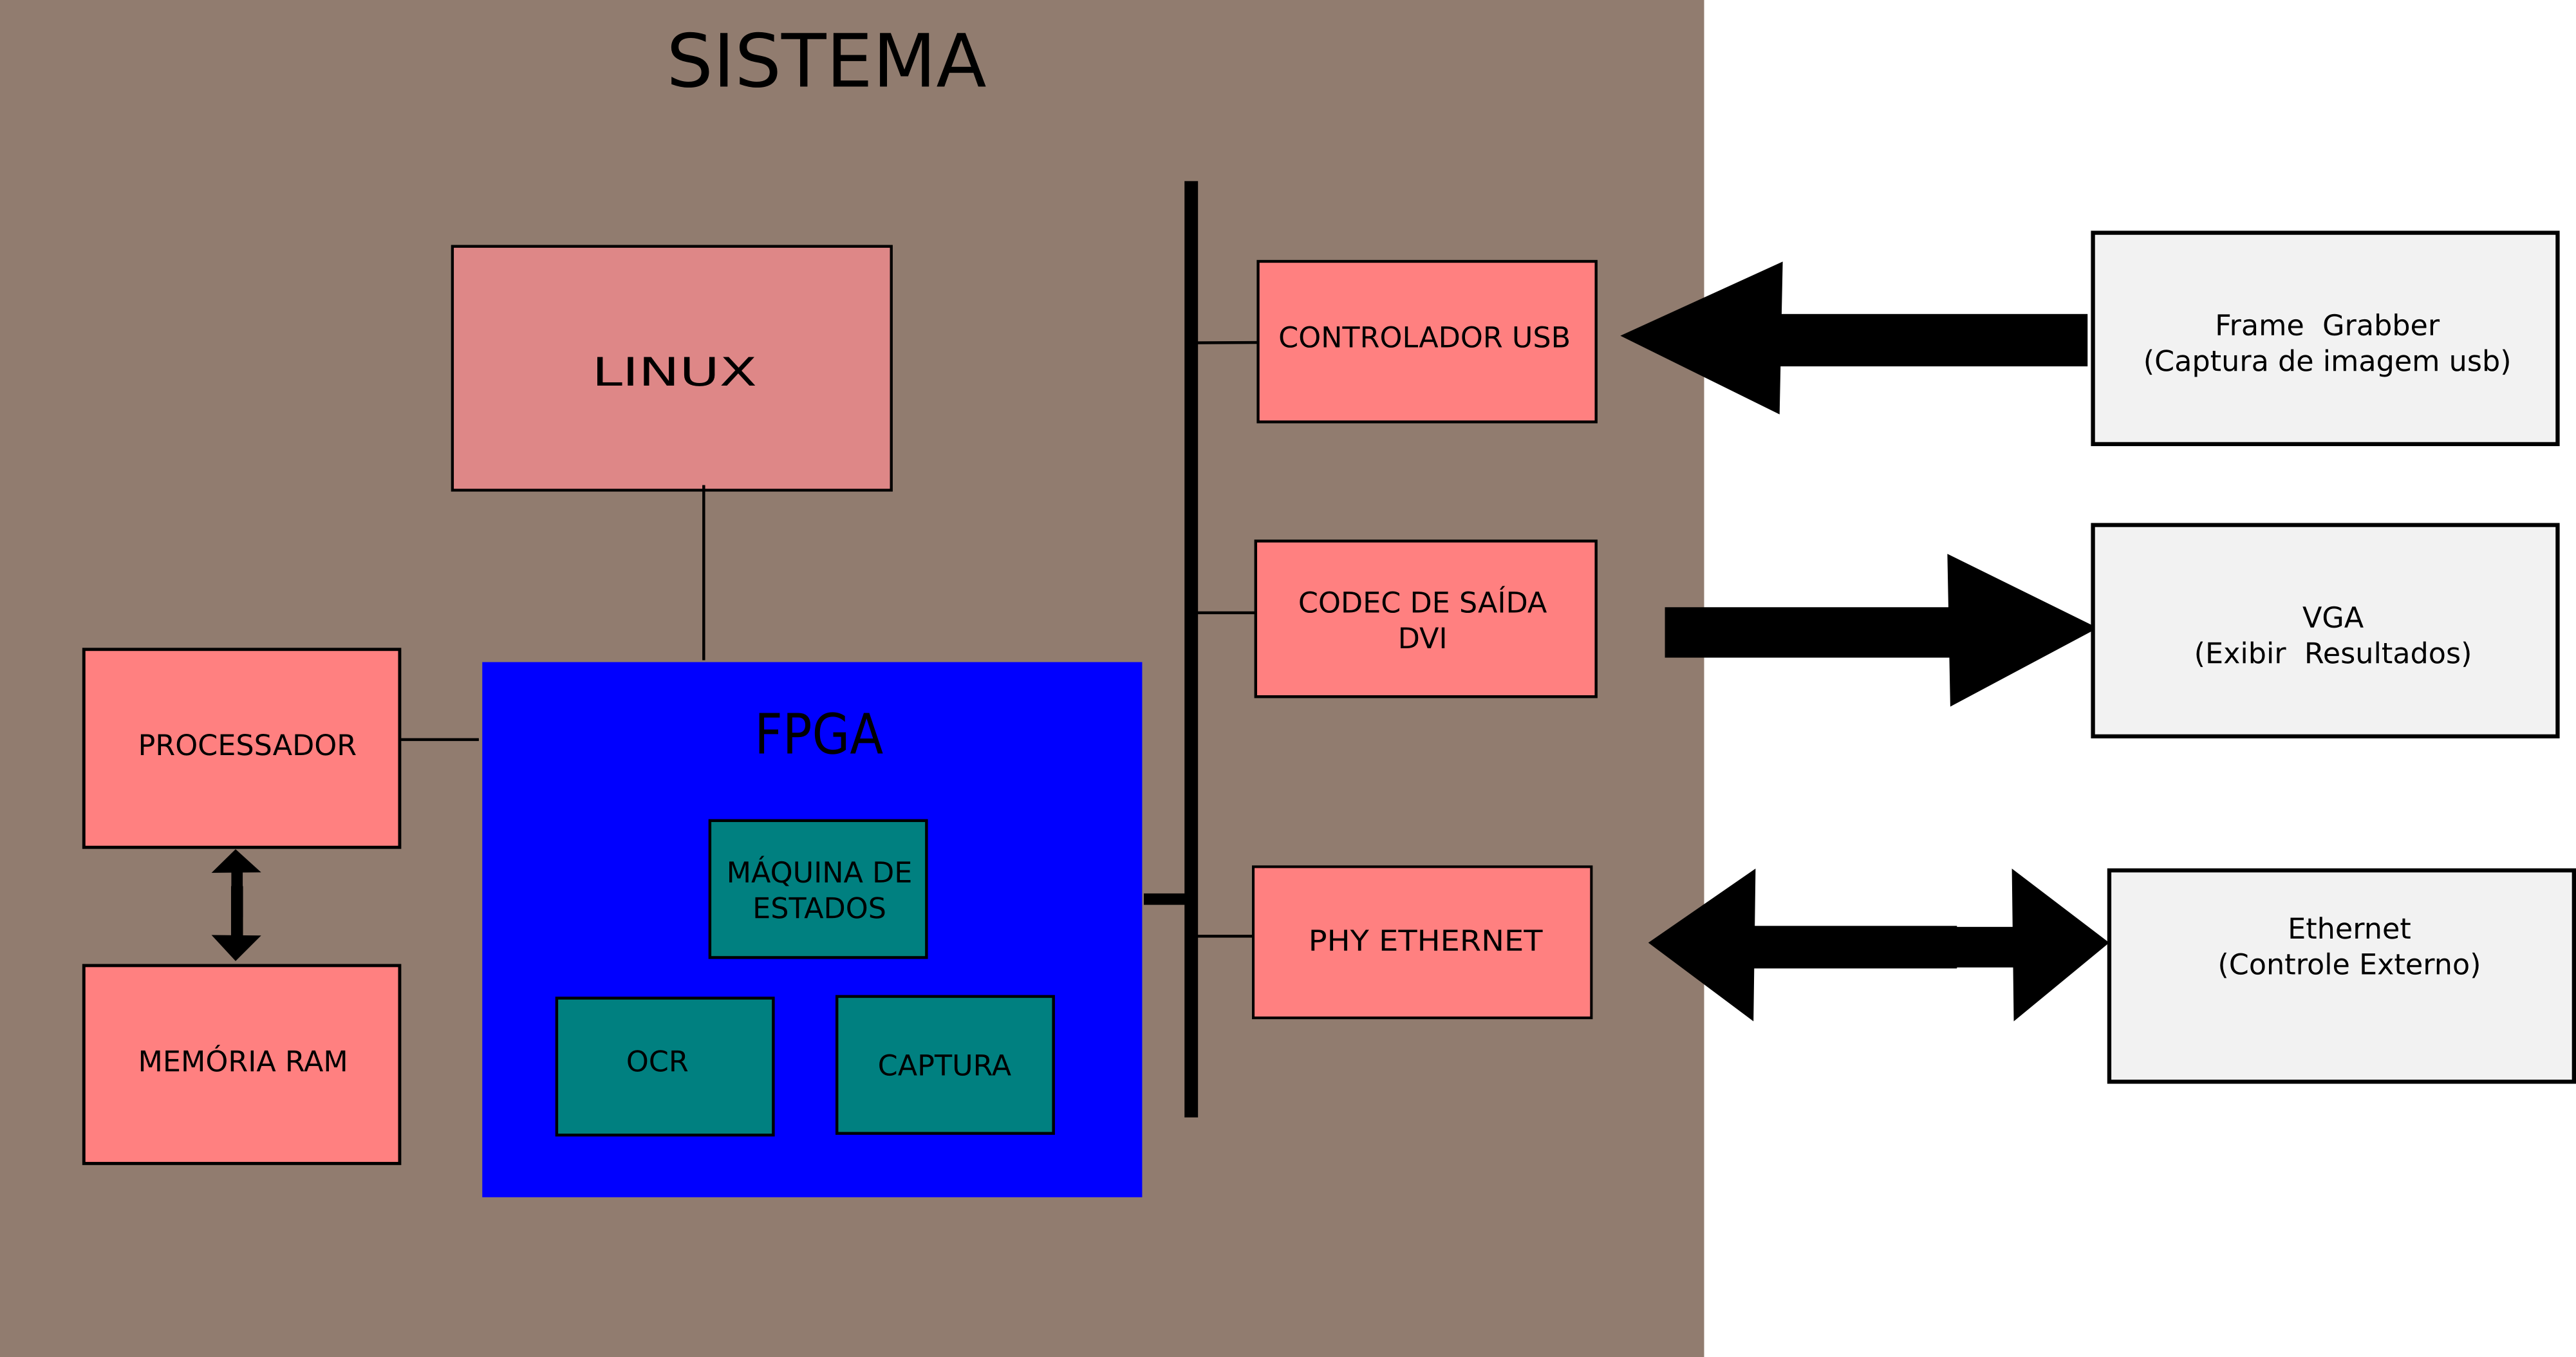 SISTEMA
LINUX
CONTROLADOR USB
Frame  Grabber
(Captura de imagem usb)
CODEC DE SAÍDA
DVI
VGA
(Exibir  Resultados)
PROCESSADOR
FPGA
MÁQUINA DE
ESTADOS
PHY ETHERNET
Ethernet
(Controle Externo)
MEMÓRIA RAM
OCR
CAPTURA